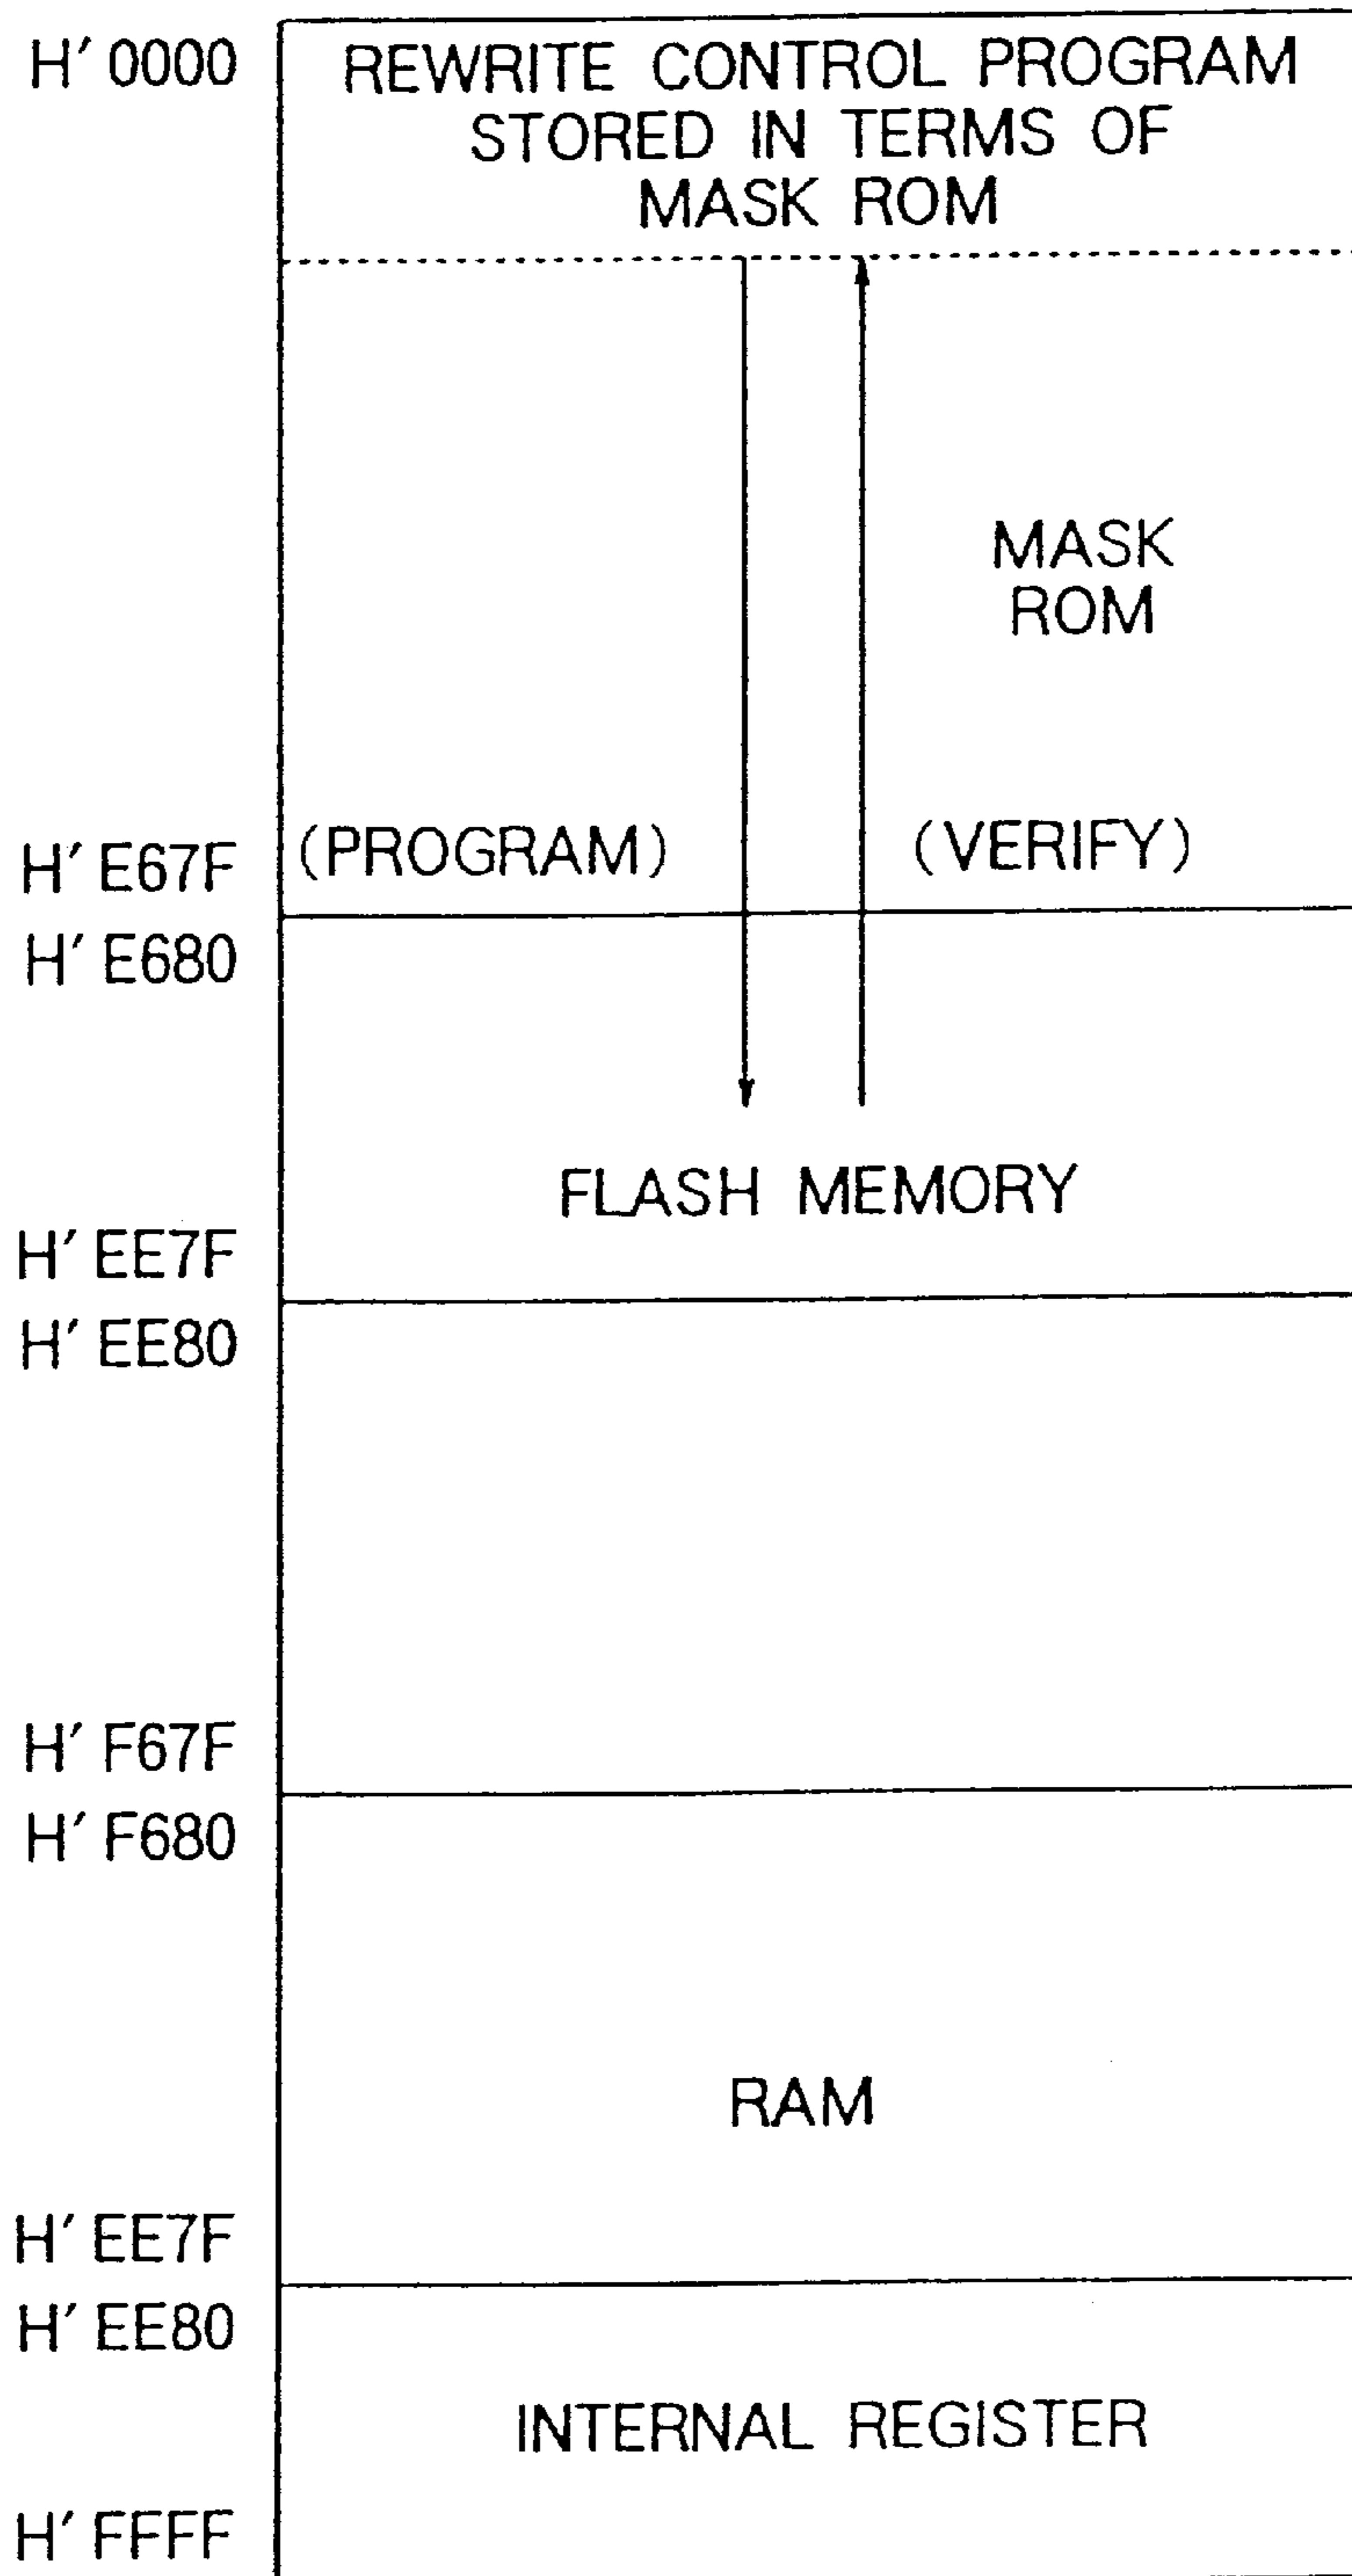 H' 0000
REWRITE CONTROL PROGRAM
STORED IN TERMS OF
MASK ROM
MASK
ROM
H' E67F
(PROGRAM)
(VERIFY)
H' E680
FLASH MEMORY
H' EE7F
H' EE80
H' F67F
H' F680
RAM
H' EE7F
H' EE80
INTERNAL REGISTER
H' FFFF